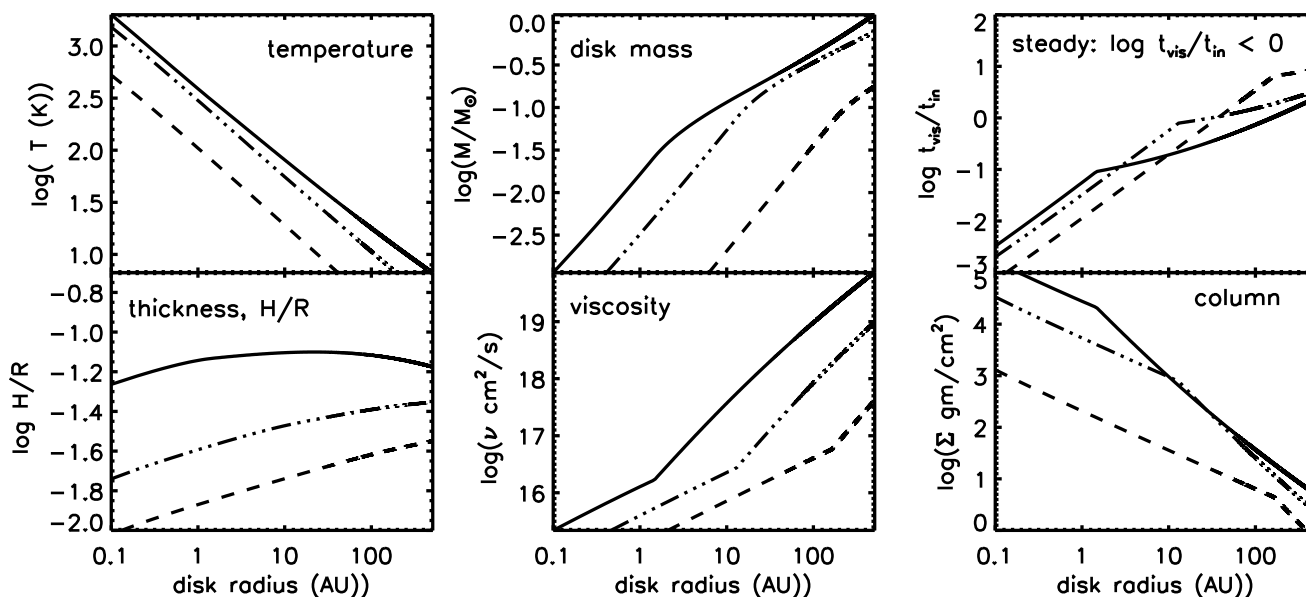 temperature
log( T (K))
3.0
2.5
2.0
1.5
1.0
disk mass
log(M/M☉)
0.0
−0.5
−1.0
−1.5
−2.0
−2.5
steady: log t_vis/t_in < 0
log t_vis/t_in
2
1
0
−1
−2
−3
thickness, H/R
log H/R
−0.8
−1.0
−1.2
−1.4
−1.6
−1.8
−2.0
0.1 1 10 100
disk radius (AU))
viscosity
log(ν cm²/s)
19
18
17
16
0.1 1 10 100
disk radius (AU))
column
log(Σ gm/cm²)
5
4
3
2
1
0
0.1 1 10 100
disk radius (AU))